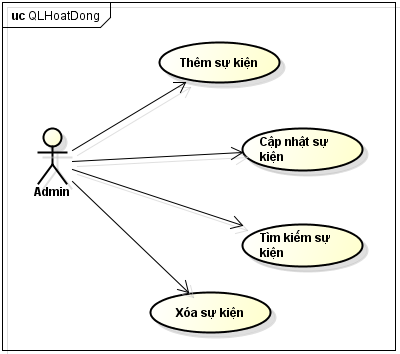 uc QLHoatDong
Thêm sự kiện
Cập nhật sự
kiện
Admin
Tìm kiếm sự
kiện
Xóa sự kiện